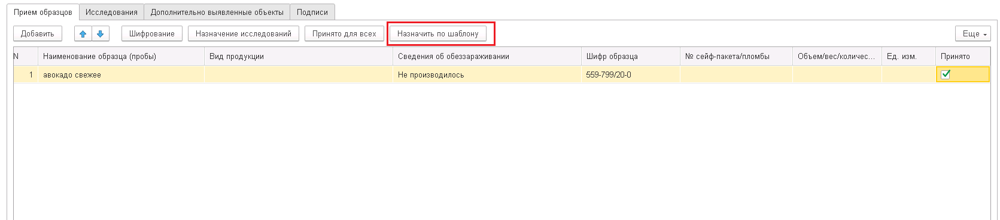 Прием образцов Исследования Дополнительно выявленные объекты Подписи
Добавить Шифрование Назначение исследований Принято для всех Назначить по шаблону Еще
N Наименование образца (пробы) Вид продукции Сведения об обеззараживании Шифр образца № сейф-пакета/пломбы Объем/вес/количес... Ед. изм. Принято
1 авокадо свежее Не производилось 559-799/20-0